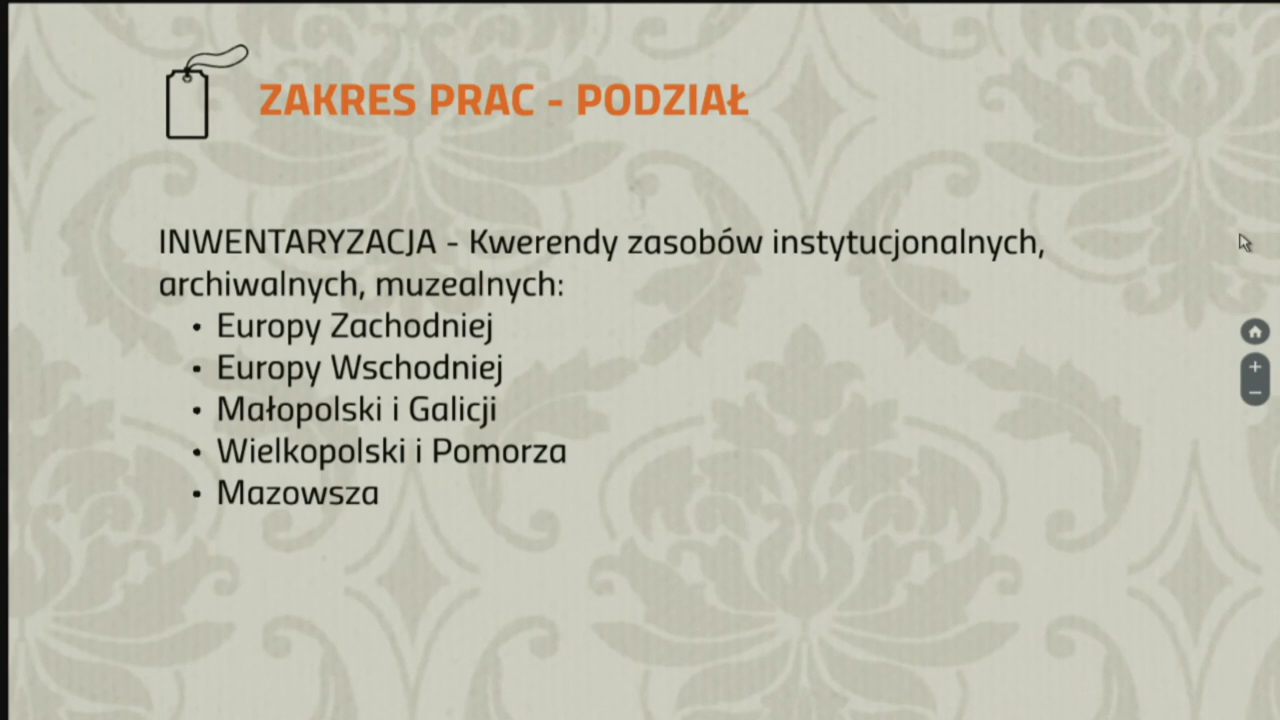 ZAKRES PRAC - PODZIAŁ
INWENTARYZACJA - Kwerendy zasobów instytucjonalnych,
archiwalnych, muzealnych:
• Europy Zachodniej
• Europy Wschodniej
• Małopolski i Galicji
• Wielkopolski i Pomorza
• Mazowsza